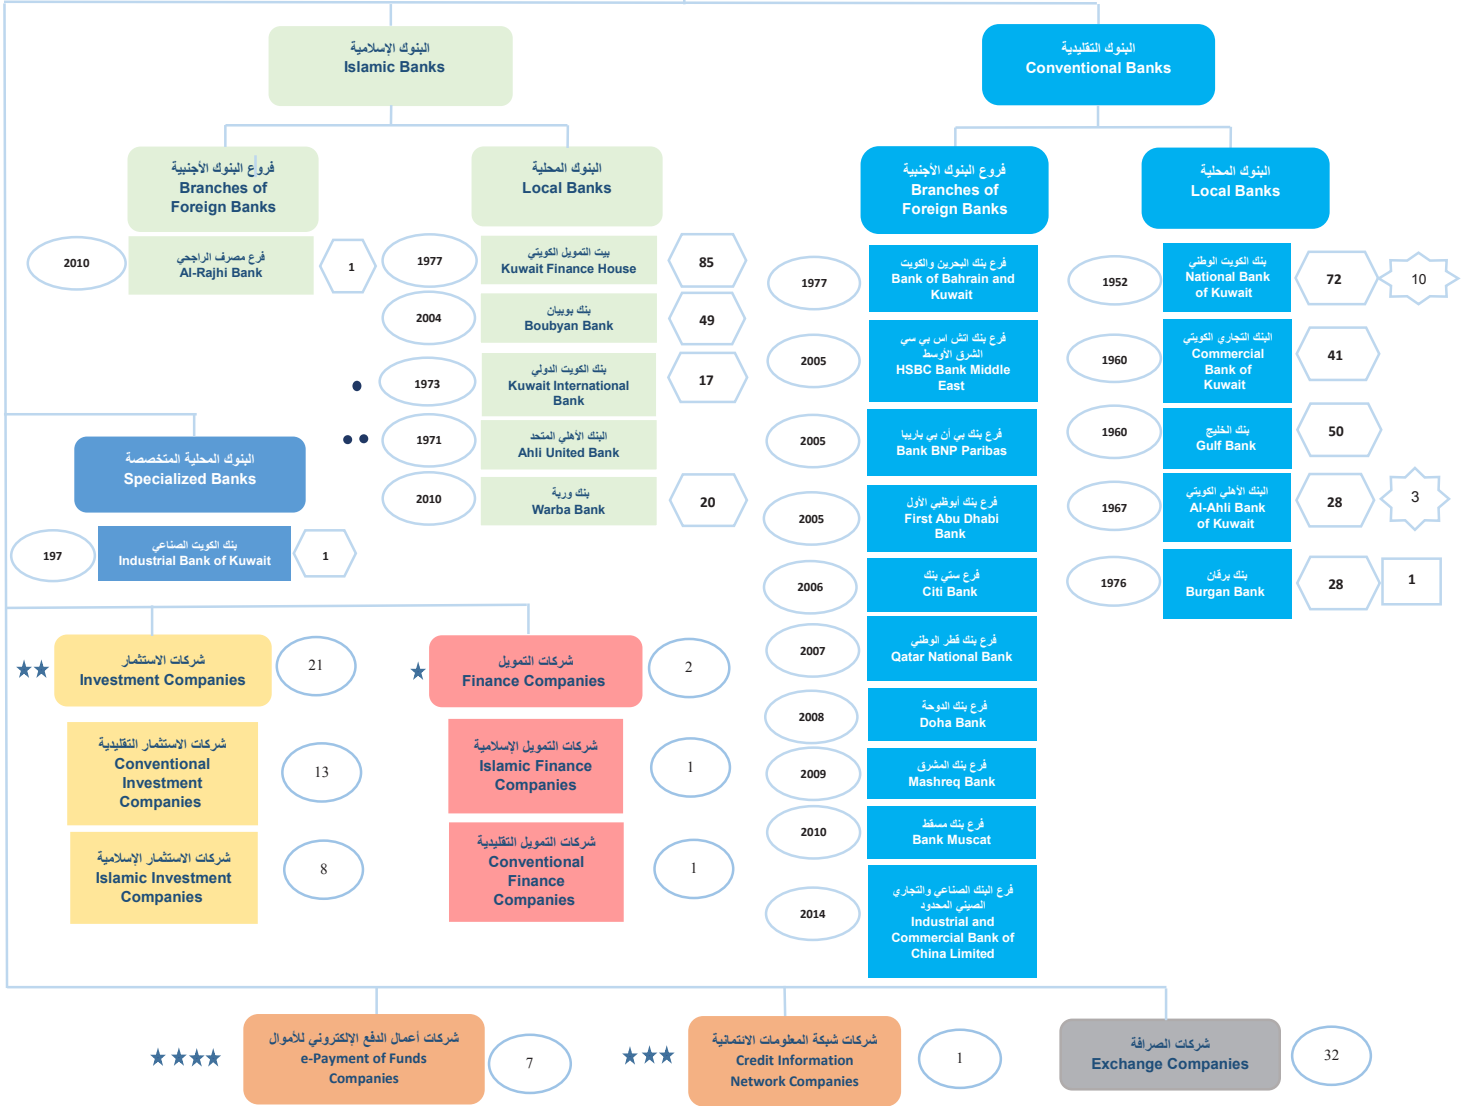 البنوك الإسلامية
Islamic Banks
البنوك التقليدية
Conventional Banks
فروع البنوك الأجنبية
Branches of
Foreign Banks
2010
فرع مصرف الراجحي
Al-Rajhi Bank
1
البنوك المحلية
Local Banks
1977
بيت التمويل الكويتي
Kuwait Finance House
85
2004
بنك بوبيان
Boubyan Bank
49
●
1973
بنك الكويت الدولي
Kuwait International
Bank
17
●●
1971
البنك الأهلي المتحد
Ahli United Bank
2010
بنك وربة
Warba Bank
20
فروع البنوك الأجنبية
Branches of
Foreign Banks
1977
فرع بنك البحرين والكويت
Bank of Bahrain and
Kuwait
2005
فرع بنك اتش اس بي سي
الشرق الأوسط
HSBC Bank Middle
East
2005
فرع بنك بي أن بي باريبا
Bank BNP Paribas
2005
فرع بنك أبوظبي الأول
First Abu Dhabi
Bank
2006
فرع ستي بنك
Citi Bank
2007
فرع بنك قطر الوطني
Qatar National Bank
2008
فرع بنك الدوحة
Doha Bank
2009
فرع بنك المشرق
Mashreq Bank
2010
فرع بنك مسقط
Bank Muscat
2014
فرع البنك الصناعي والتجاري
الصيني المحدود
Industrial and
Commercial Bank of
China Limited
البنوك المحلية
Local Banks
1952
بنك الكويت الوطني
National Bank
of Kuwait
72
10
1960
البنك التجاري الكويتي
Commercial
Bank of
Kuwait
41
1960
بنك الخليج
Gulf Bank
50
1967
البنك الأهلي الكويتي
Al-Ahli Bank
of Kuwait
28
3
1976
بنك برقان
Burgan Bank
28
1
البنوك المحلية المتخصصة
Specialized Banks
197
بنك الكويت الصناعي
Industrial Bank of Kuwait
1
★★
شركات الاستثمار
Investment Companies
21
شركات الاستثمار التقليدية
Conventional
Investment
Companies
13
شركات الاستثمار الإسلامية
Islamic Investment
Companies
8
★
شركات التمويل
Finance Companies
2
شركات التمويل الإسلامية
Islamic Finance
Companies
1
شركات التمويل التقليدية
Conventional
Finance
Companies
1
★★★★
شركات أعمال الدفع الإلكتروني للأموال
e-Payment of Funds
Companies
7
★★★
شركات شبكة المعلومات الائتمانية
Credit Information
Network Companies
1
شركات الصرافة
Exchange Companies
32